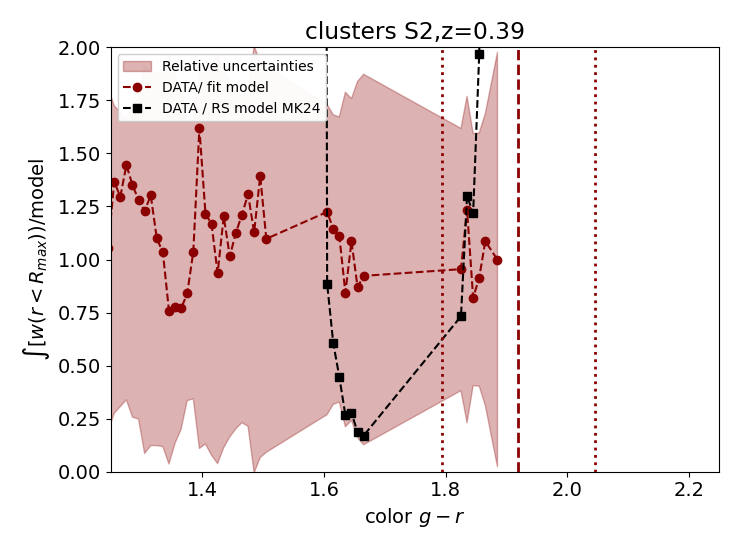 clusters S2,z=0.39
2.00
1.75
1.50
1.25
1.00
0.75
0.50
0.25
0.00
∫[w(r < R_{max}))/model
Relative uncertainties
DATA/ fit model
DATA / RS model MK24
1.4 1.6 1.8 2.0 2.2
color g − r